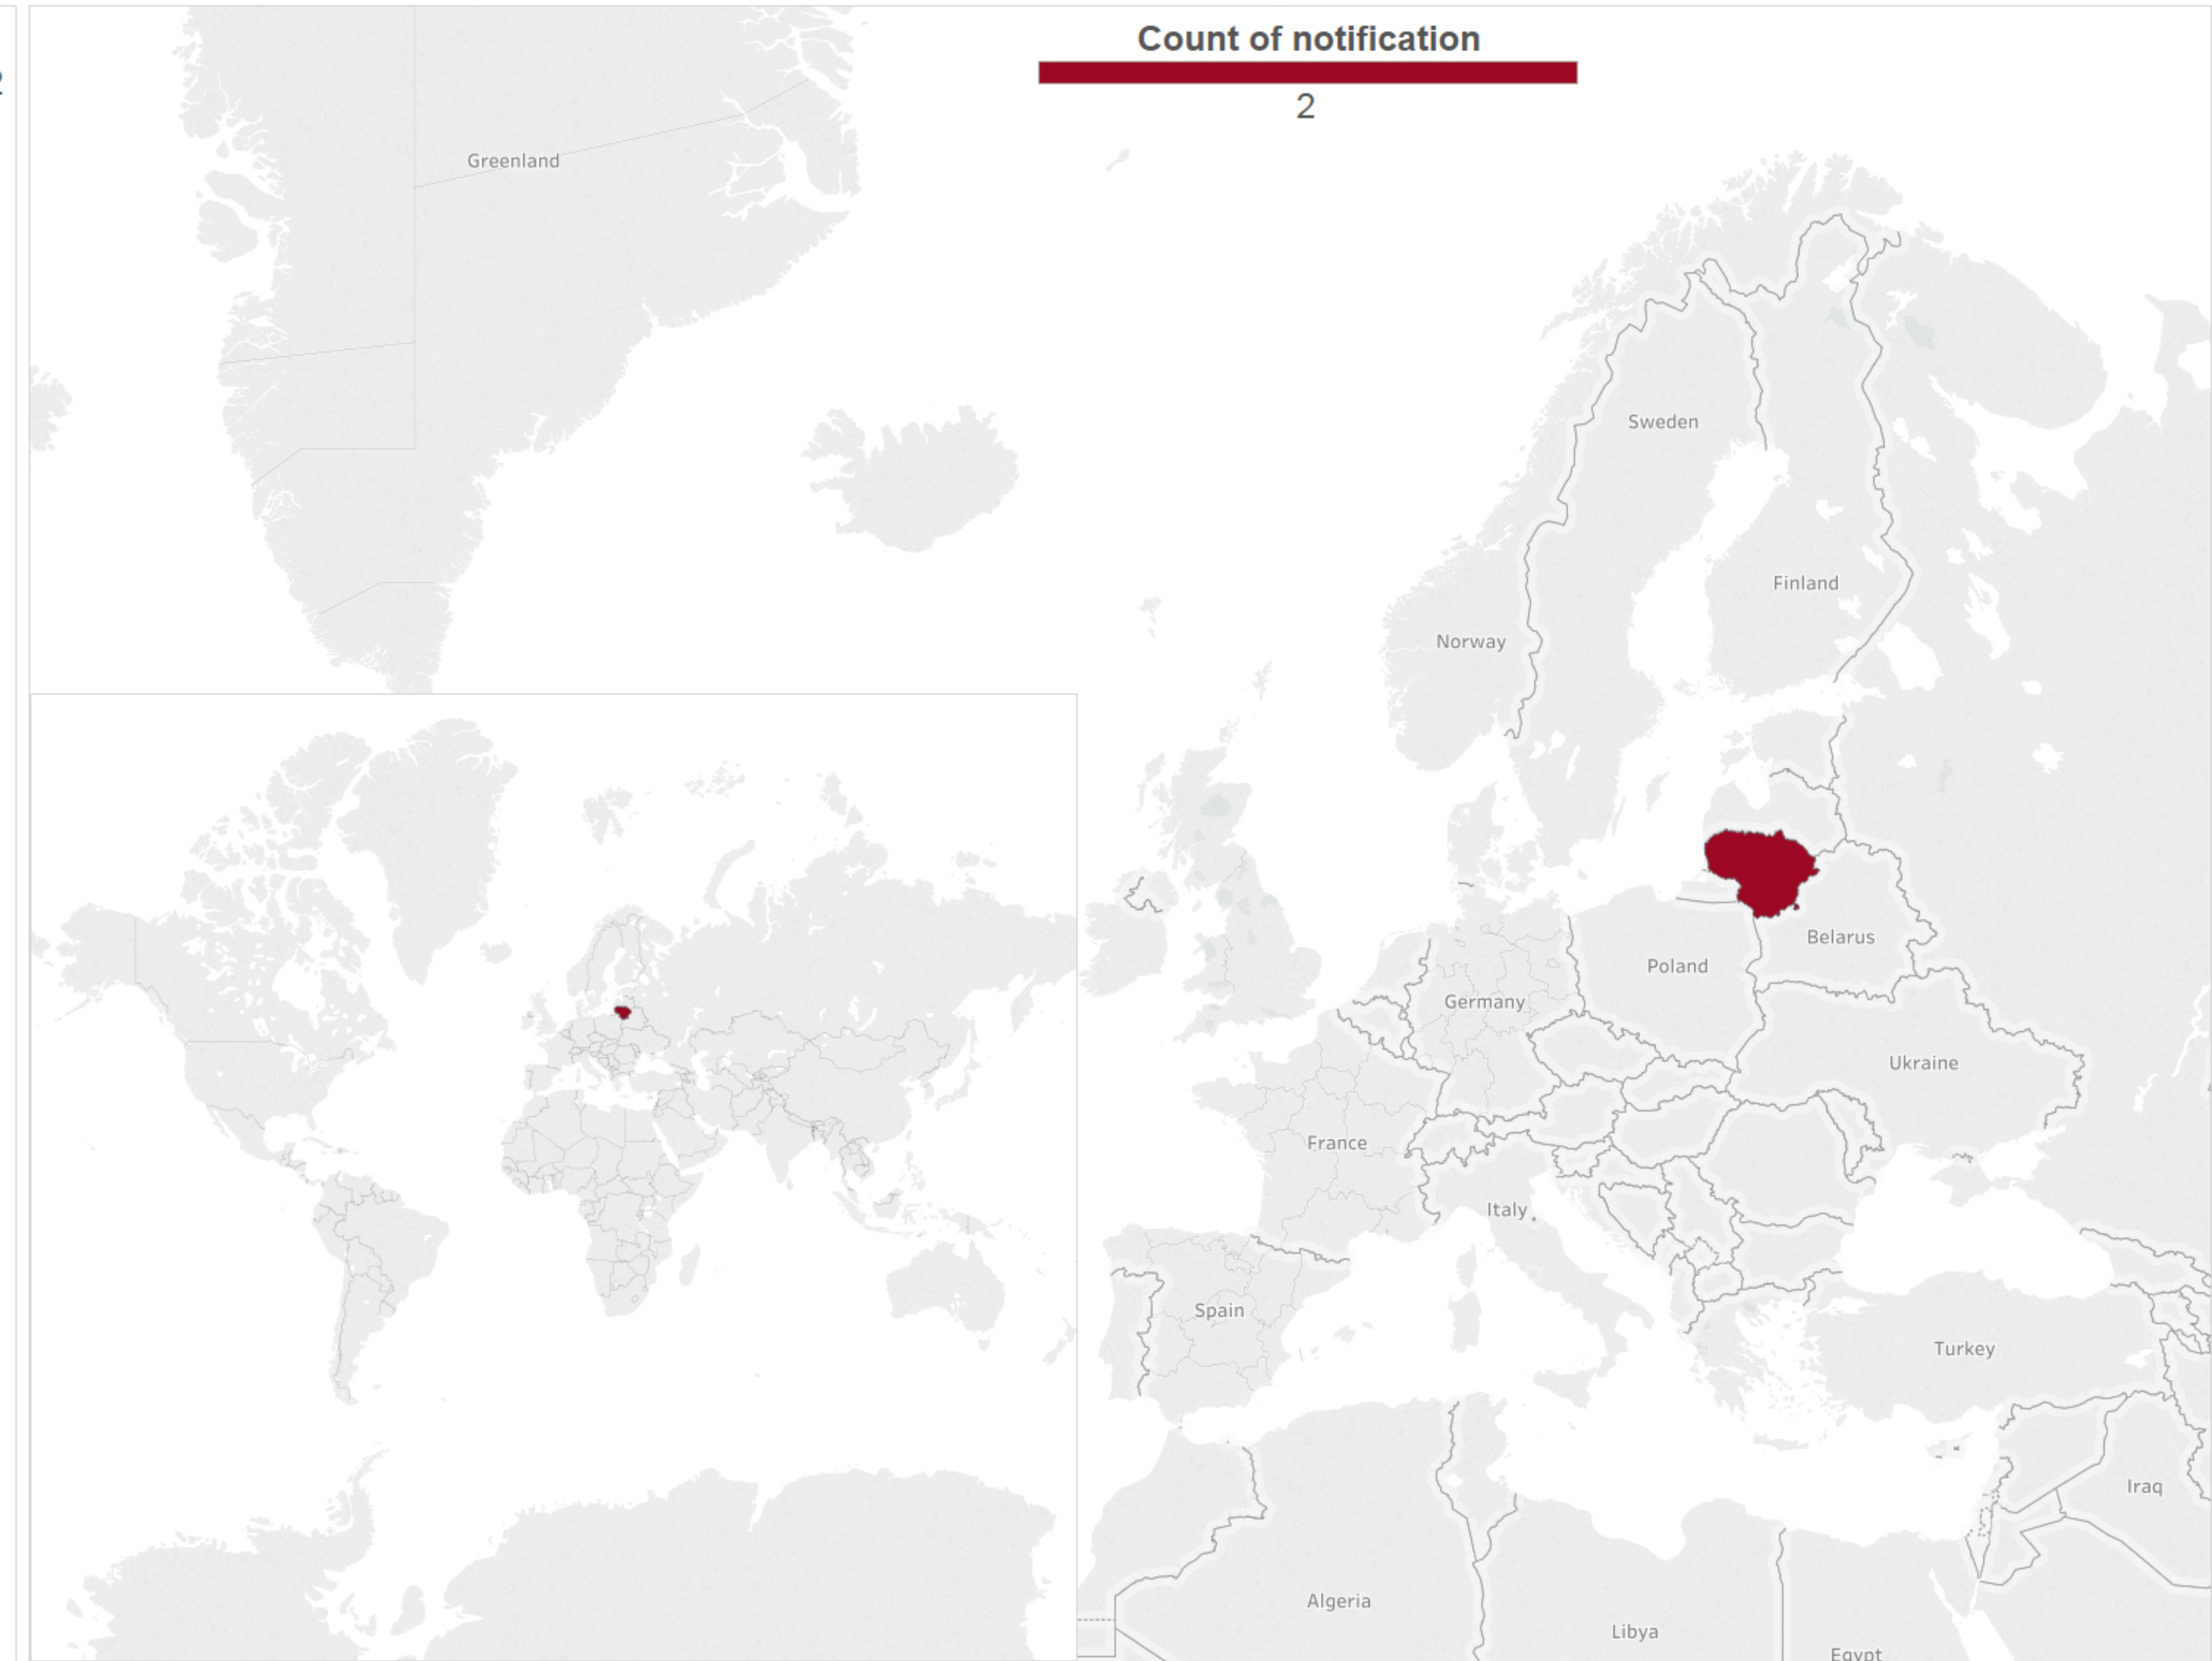 Count of notification
2
2
Greenland
Sweden
Finland
Norway
Belarus
Poland
Germany
Ukraine
France
Italy
Spain
Turkey
Iraq
Algeria
Libya
Egypt